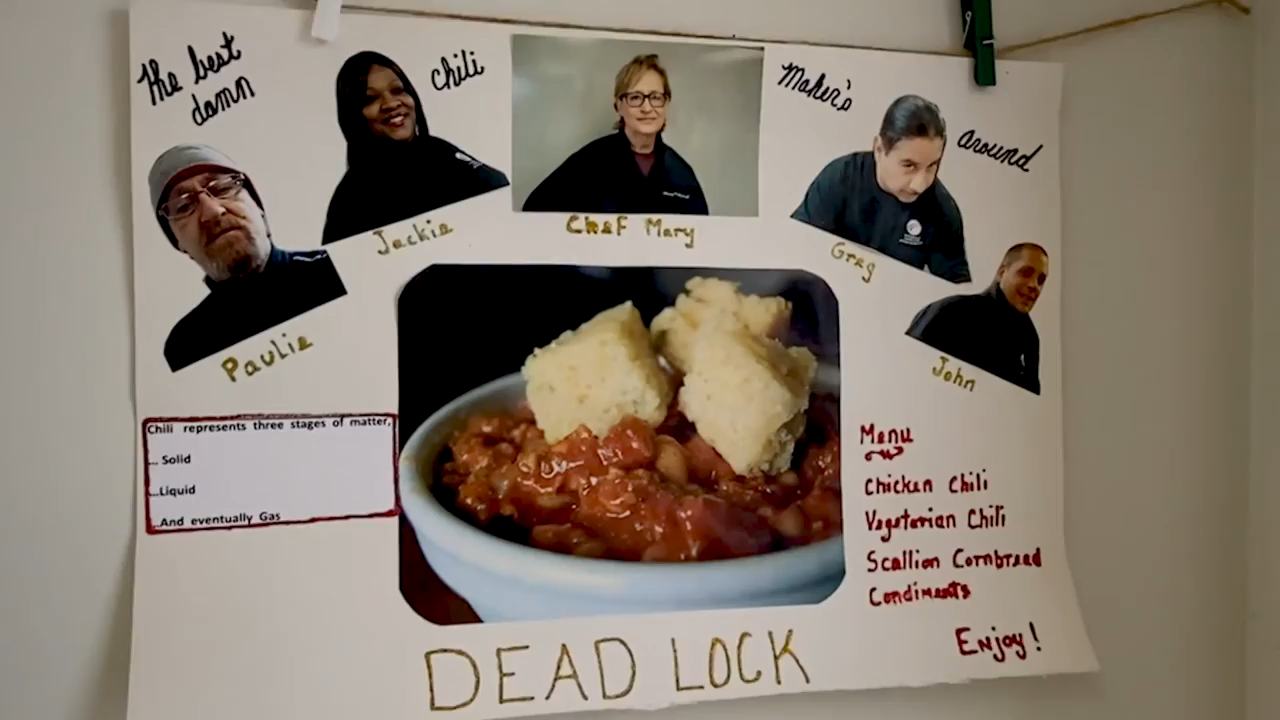 The best
damn
Chili
Maker's
around
Paulie
Jackie
Chef Mary
Greg
John
Chili represents three stages of matter,
... Solid
...Liquid
...And eventually Gas
Menu
Chicken Chili
Vegetarian Chili
Scallion Cornbread
Condiments
Enjoy!
DEAD LOCK